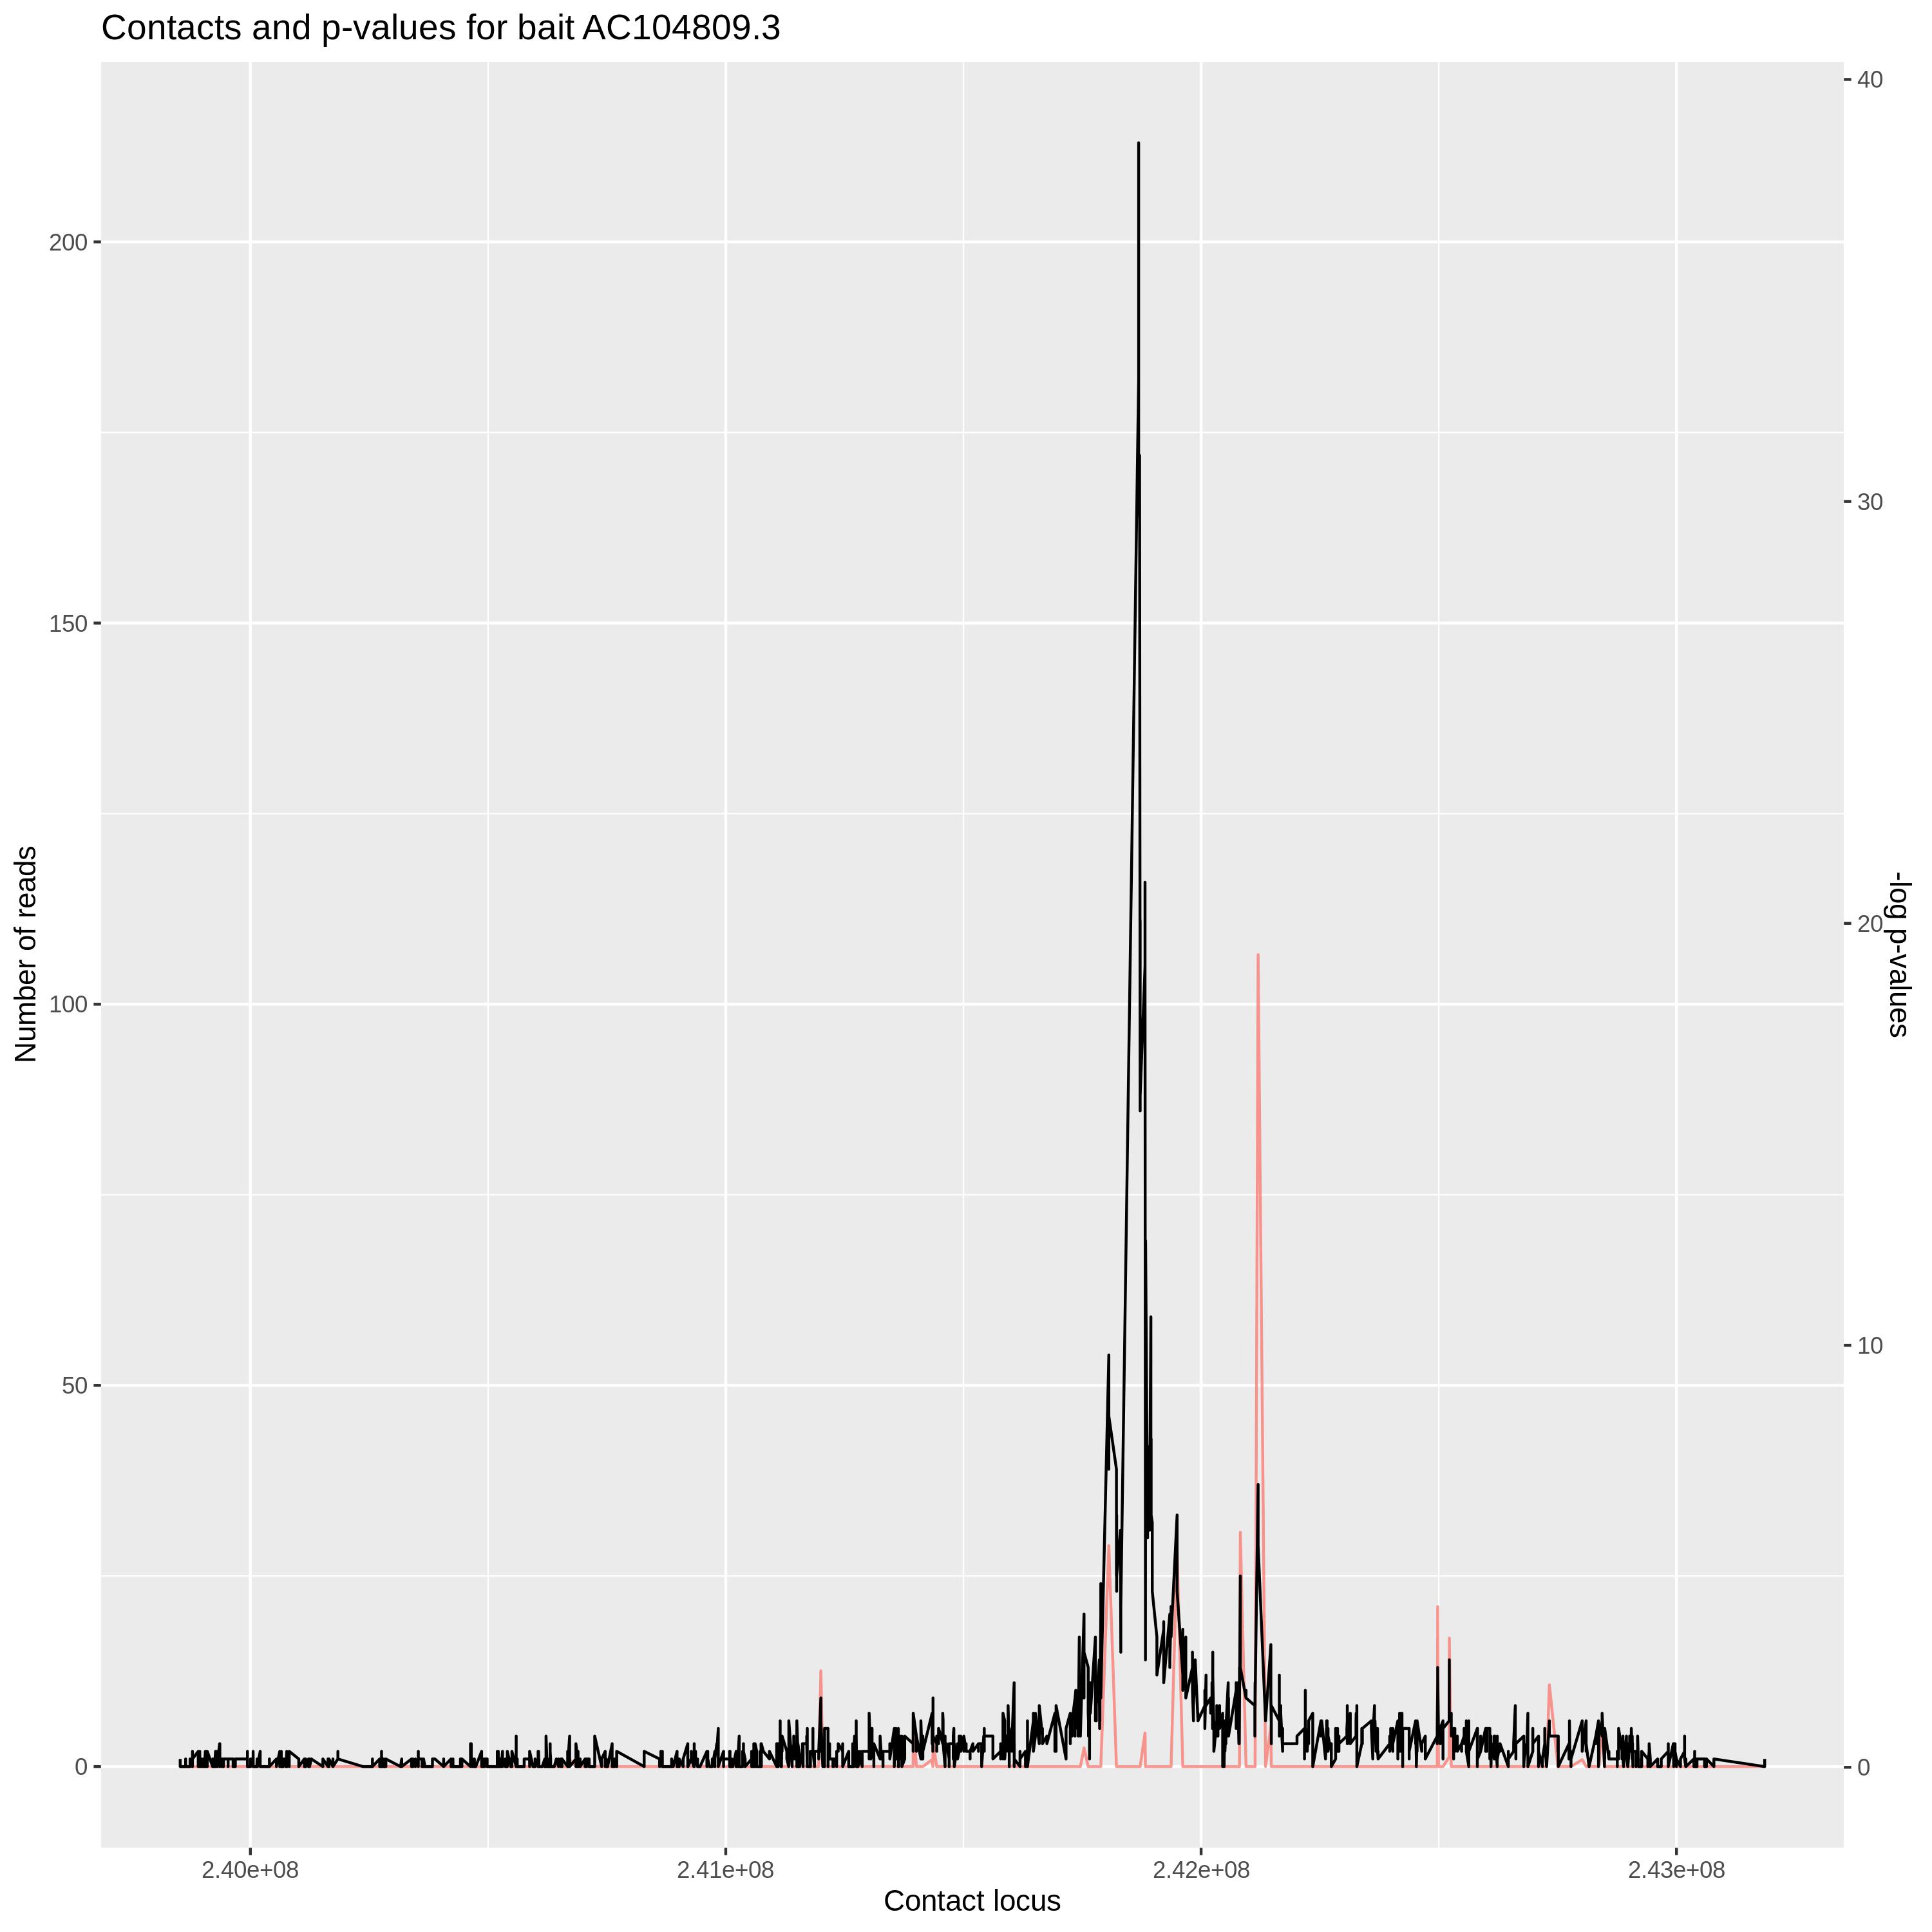 Contacts and p-values for bait AC104809.3
Number of reads
200
150
100
50
0
40
30
20
10
0
-log p-values
2.40e+08
2.41e+08
2.42e+08
2.43e+08
Contact locus